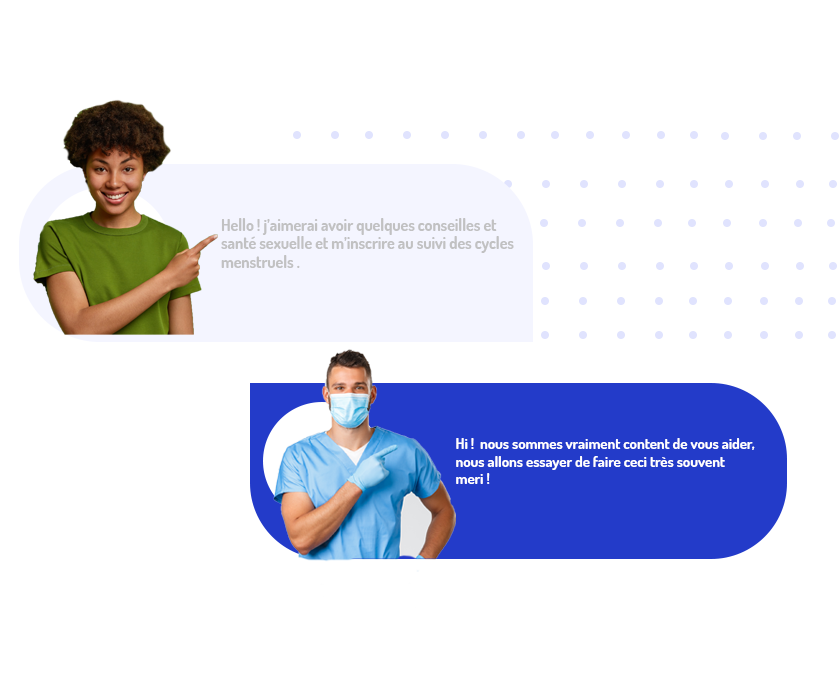 Hello ! j'aimerai avoir quelques conseilles et
santé sexuelle et m'inscrire au suivi des cycles
menstruels .
Hi ! nous sommes vraiment content de vous aider,
nous allons essayer de faire ceci très souvent
meri !